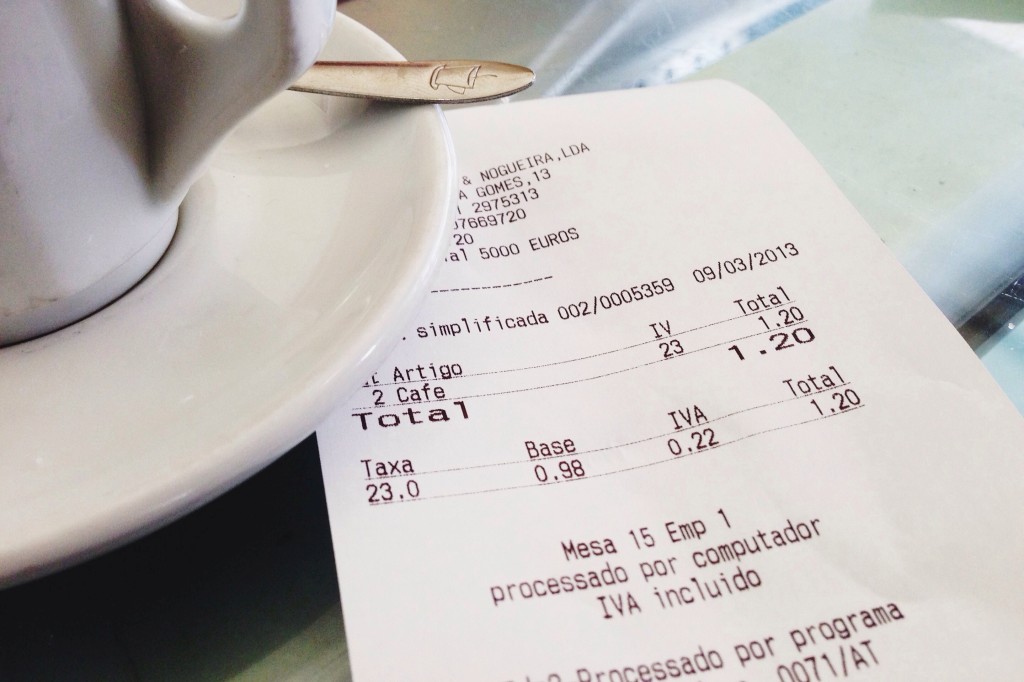 & NOGUEIRA,LDA
A GOMES,13
2975313
07669720
20
al 5000 EUROS
------------
. simplificada 002/0005359 09/03/2013
Artigo IV Total
2 Cafe 23 1.20
Total 1.20
Taxa Base IVA Total
23.0 0.98 0.22 1.20
Mesa 15 Emp 1
processado por computador
IVA incluido
Processado por programa
0071/AT